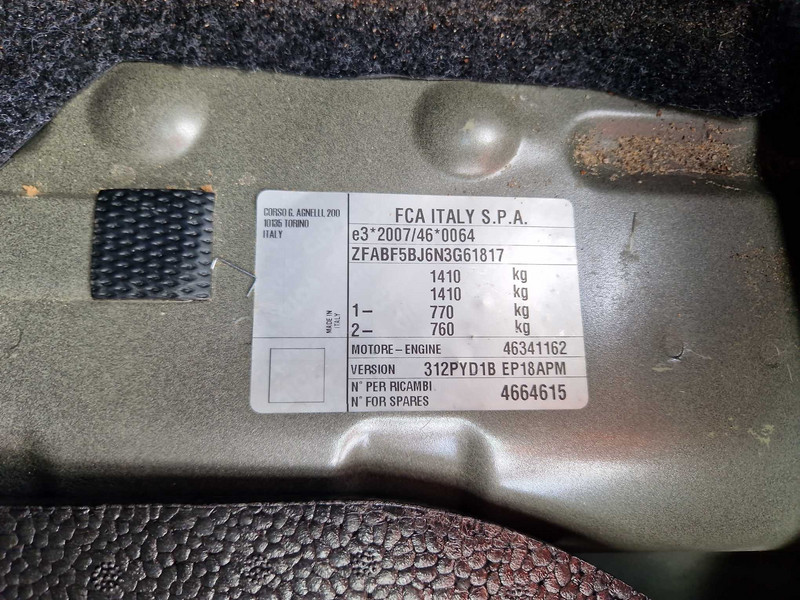 CORSO G. AGNELLI, 200
10135 TORINO
ITALY
MADE IN
ITALY
FCA ITALY S.P.A.
e3*2007/46*0064
ZFABF5BJ6N3G61817
1410 kg
1410 kg
1– 770 kg
2– 760 kg
MOTORE – ENGINE 46341162
VERSION 312PYD1B EP18APM
N° PER RICAMBI
N° FOR SPARES 4664615